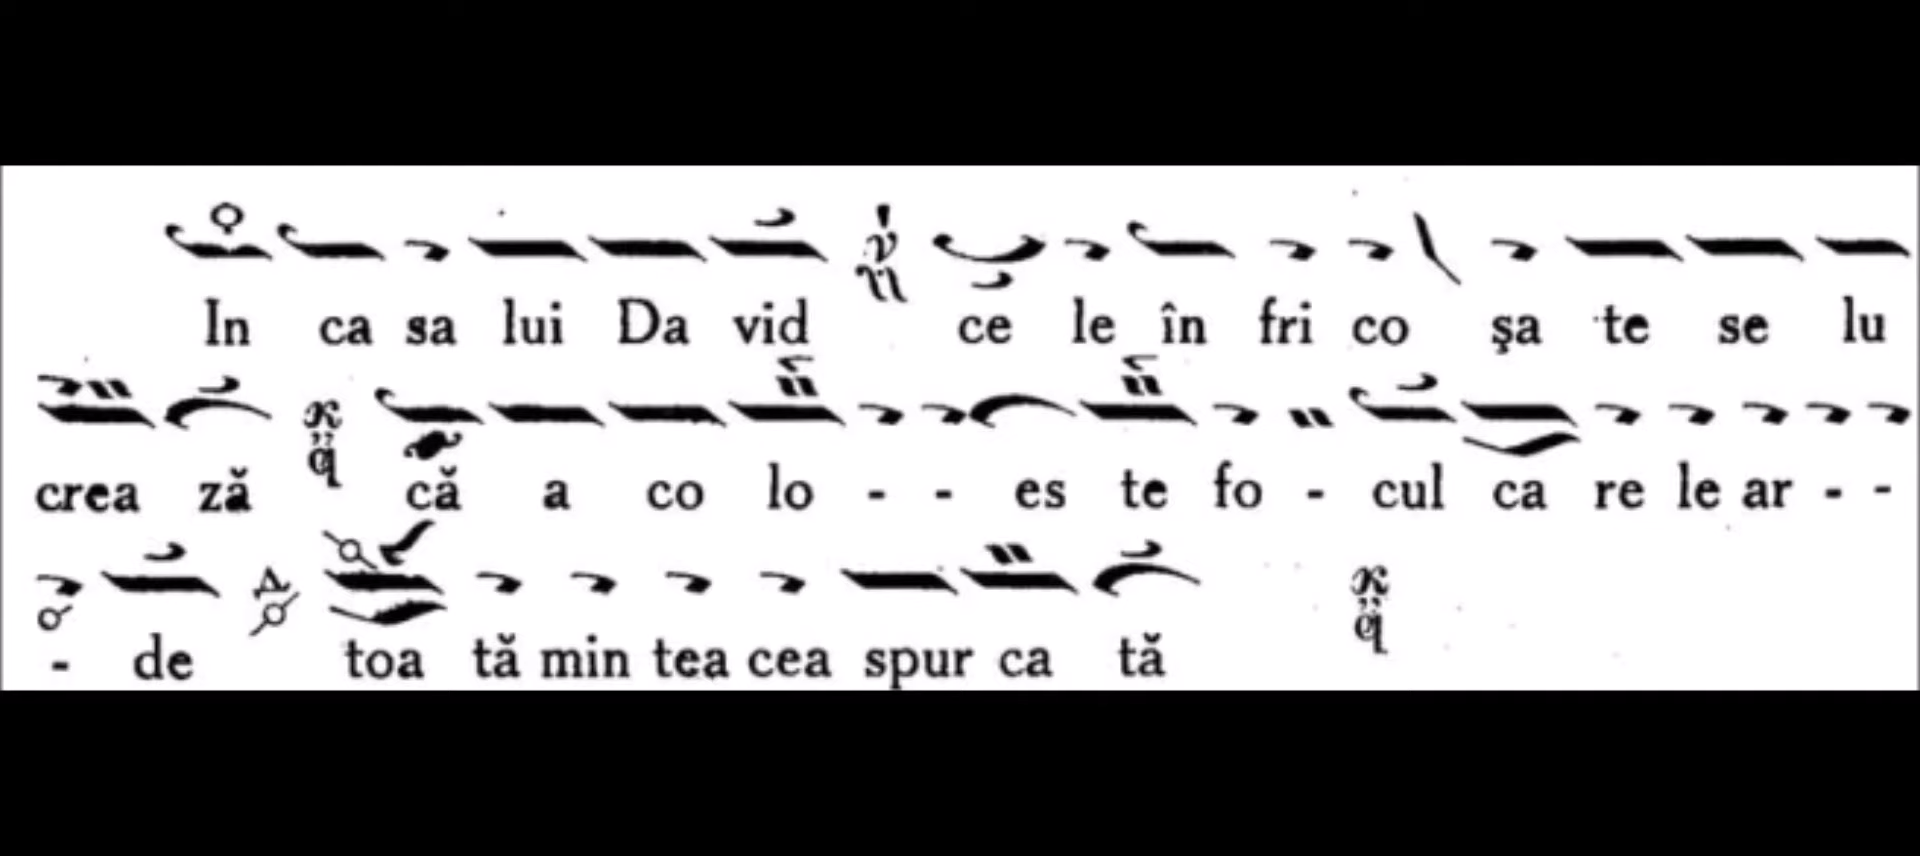 In ca sa lui Da vid ce le în fri co şa te se lu
crea ză că a co lo - - es te fo - cul ca re le ar - -
- de toa tă min tea cea spur ca tă